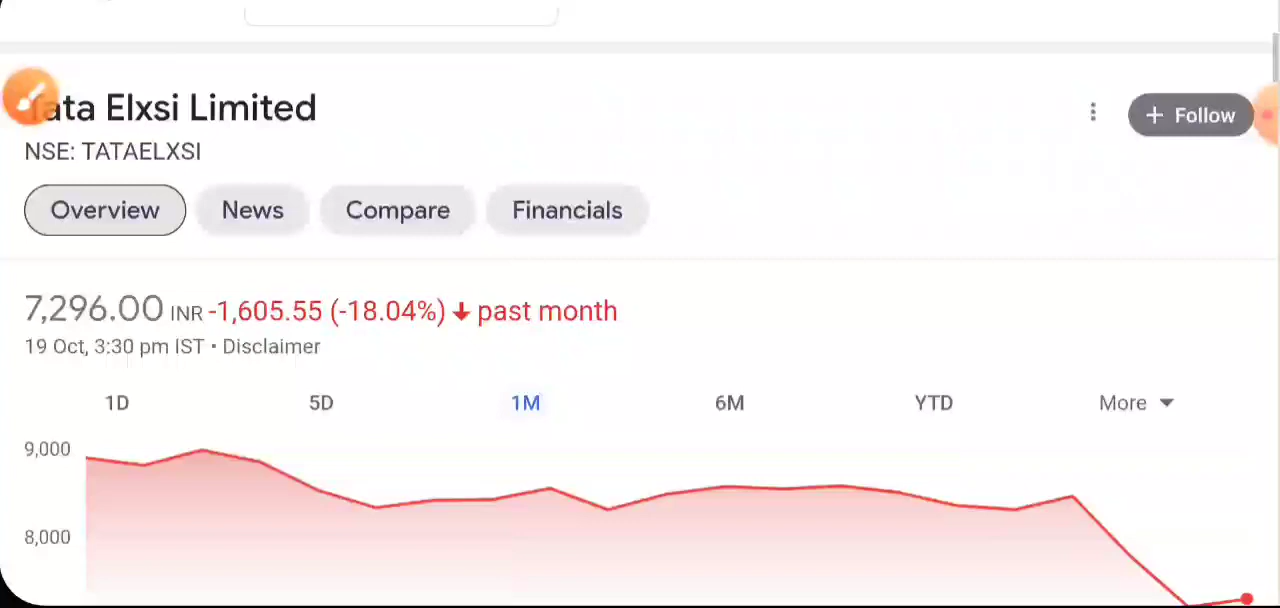 Tata Elxsi Limited
+ Follow
NSE: TATAELXSI
Overview News Compare Financials
7,296.00 INR -1,605.55 (-18.04%) ↓ past month
19 Oct, 3:30 pm IST • Disclaimer
1D 5D 1M 6M YTD More
9,000
8,000